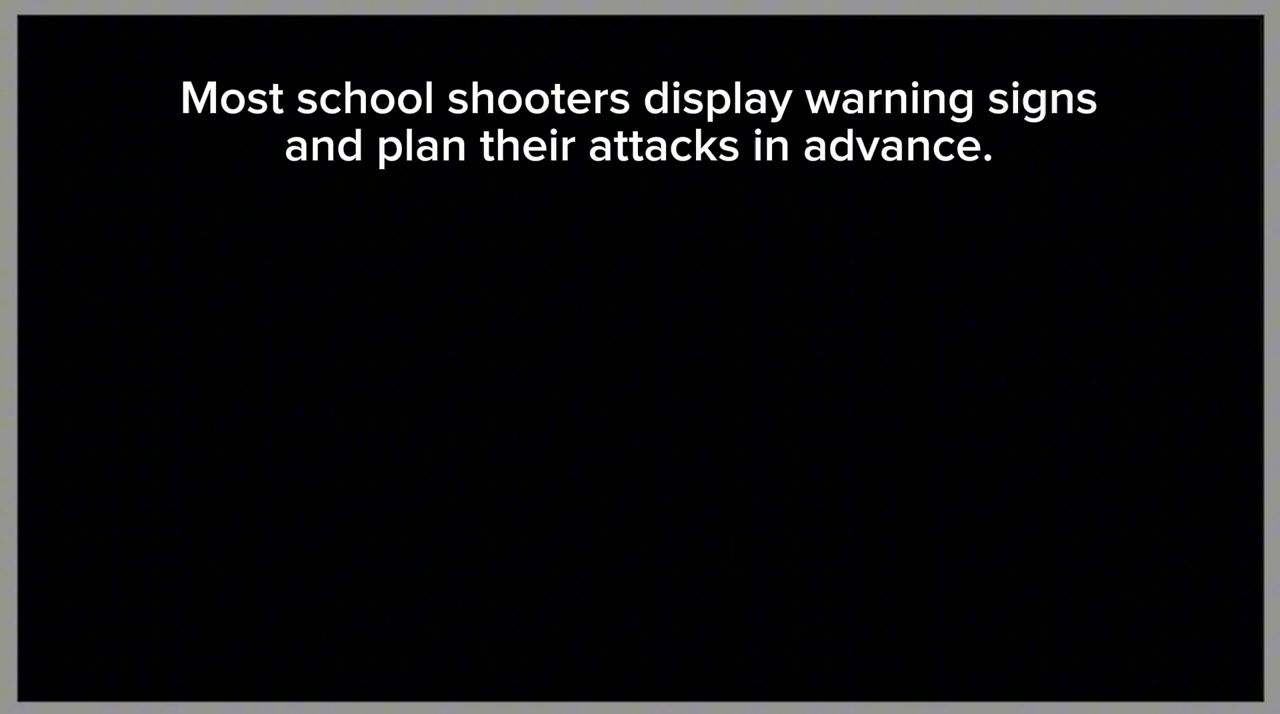 Most school shooters display warning signs
and plan their attacks in advance.